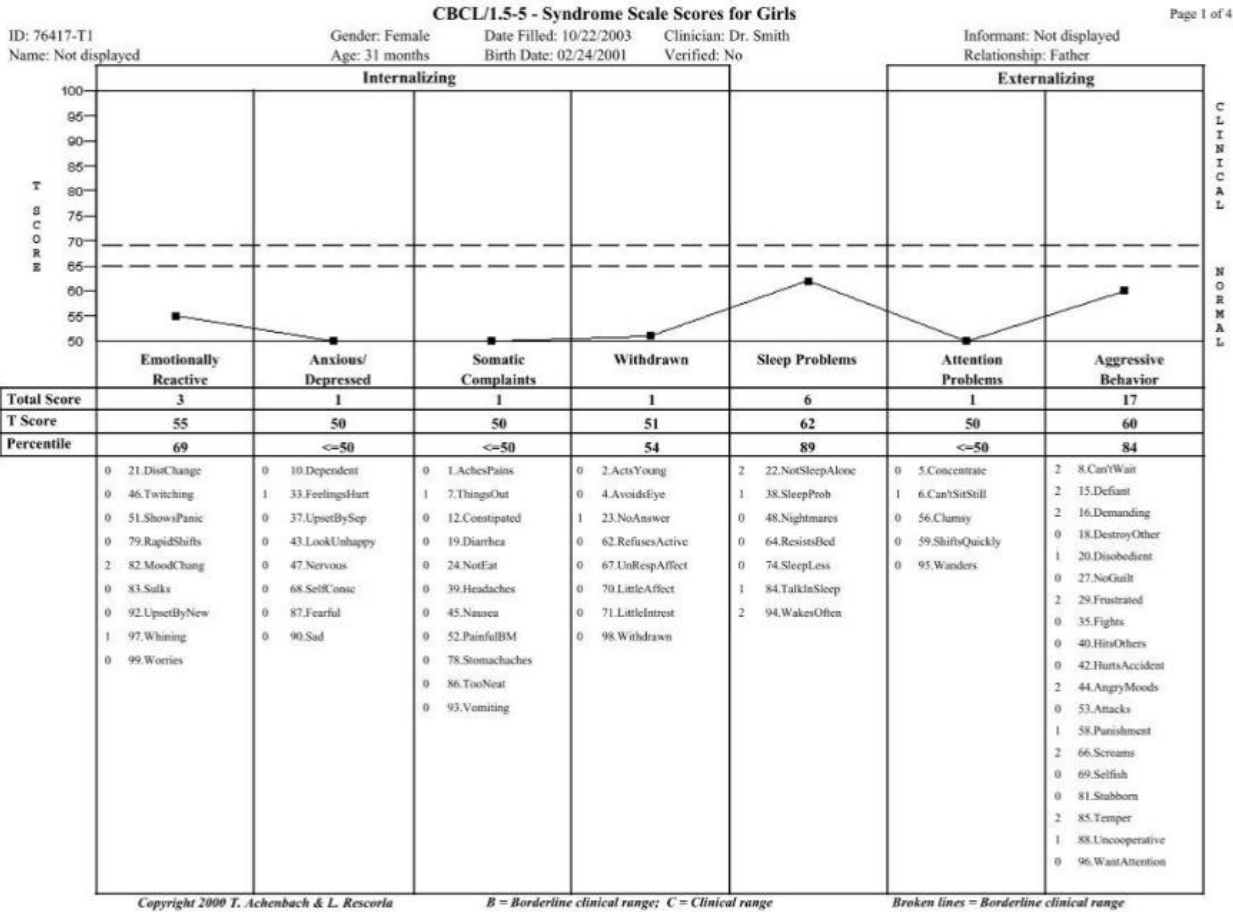 CBCL/1.5-5 - Syndrome Scale Scores for Girls
Page 1 of 4
ID: 76417-T1 Gender: Female Date Filled: 10/22/2003 Clinician: Dr. Smith Informant: Not displayed
Name: Not displayed Age: 31 months Birth Date: 02/24/2001 Verified: No Relationship: Father
Internalizing Externalizing
100
95
90
85
80
75
70
65
60
55
50
T SCORE
CLINICAL
NORMAL
Emotionally Reactive
Anxious/ Depressed
Somatic Complaints
Withdrawn
Sleep Problems
Attention Problems
Aggressive Behavior
Total Score 3 1 1 1 6 1 17
T Score 55 50 50 51 62 50 60
Percentile 69 <=50 <=50 54 89 <=50 84
0 21.DistChange
0 46.Twitching
0 51.ShowsPanic
0 79.RapidShifts
2 82.MoodChang
0 83.Sulks
0 92.UpsetByNew
1 97.Whining
0 99.Worries
0 10.Dependent
1 33.FeelingsHurt
0 37.UpsetBySep
0 43.LookUnhappy
0 47.Nervous
0 68.SelfConsc
0 87.Fearful
0 90.Sad
0 1.AchesPains
1 7.ThingsOut
0 12.Constipated
0 19.Diarrhea
0 24.NotEat
0 39.Headaches
0 45.Nausea
0 52.PainfulBM
0 78.Stomachaches
0 86.TooNeat
0 93.Vomiting
0 2.ActsYoung
0 4.AvoidsEye
1 23.NoAnswer
0 62.RefusesActive
0 67.UnRespAffect
0 70.LittleAffect
0 71.LittleIntrest
0 98.Withdrawn
2 22.NotSleepAlone
1 38.SleepProb
0 48.Nightmares
0 64.ResistsBed
0 74.SleepLess
1 84.TalkInSleep
2 94.WakesOften
0 5.Concentrate
1 6.Can'tSitStill
0 56.Clumsy
0 59.ShiftsQuickly
0 95.Wanders
2 8.Can'tWait
2 15.Defiant
2 16.Demanding
0 18.DestroyOther
1 20.Disobedient
0 27.NoGuilt
2 29.Frustrated
0 35.Fights
0 40.HitsOthers
0 42.HurtsAccident
2 44.AngryMoods
0 53.Attacks
1 58.Punishment
2 66.Screams
0 69.Selfish
0 81.Stubborn
2 85.Temper
1 88.Uncooperative
0 96.WantAttention
Copyright 2000 T. Achenbach & L. Rescorla B = Borderline clinical range; C = Clinical range Broken lines = Borderline clinical range